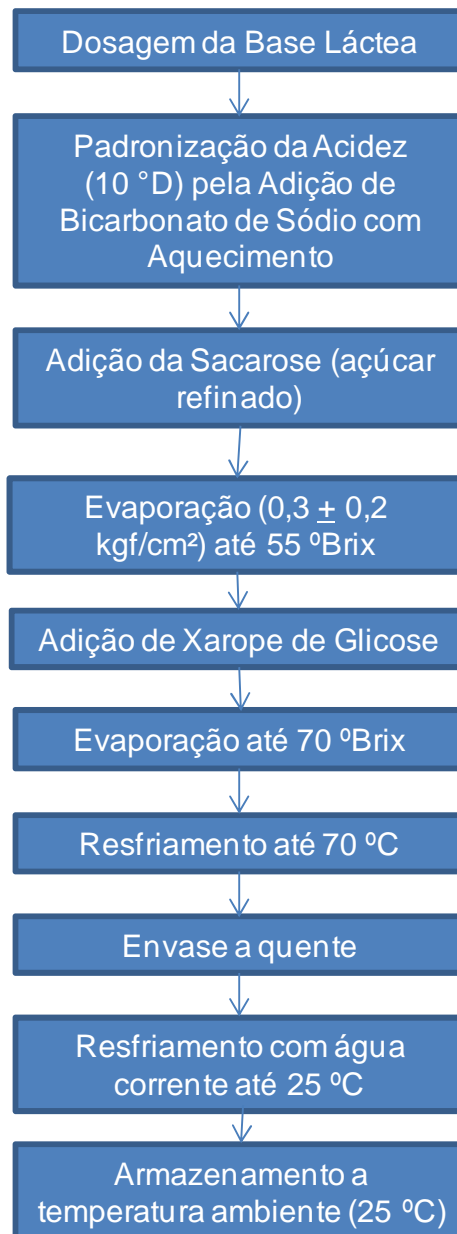 Dosagem da Base Láctea
Padronização da Acidez
(10 °D) pela Adição de
Bicarbonato de Sódio com
Aquecimento
Adição da Sacarose (açúcar
refinado)
Evaporação (0,3 ± 0,2
kgf/cm²) até 55 ºBrix
Adição de Xarope de Glicose
Evaporação até 70 ºBrix
Resfriamento até 70 ºC
Envase a quente
Resfriamento com água
corrente até 25 ºC
Armazenamento a
temperatura ambiente (25 ºC)